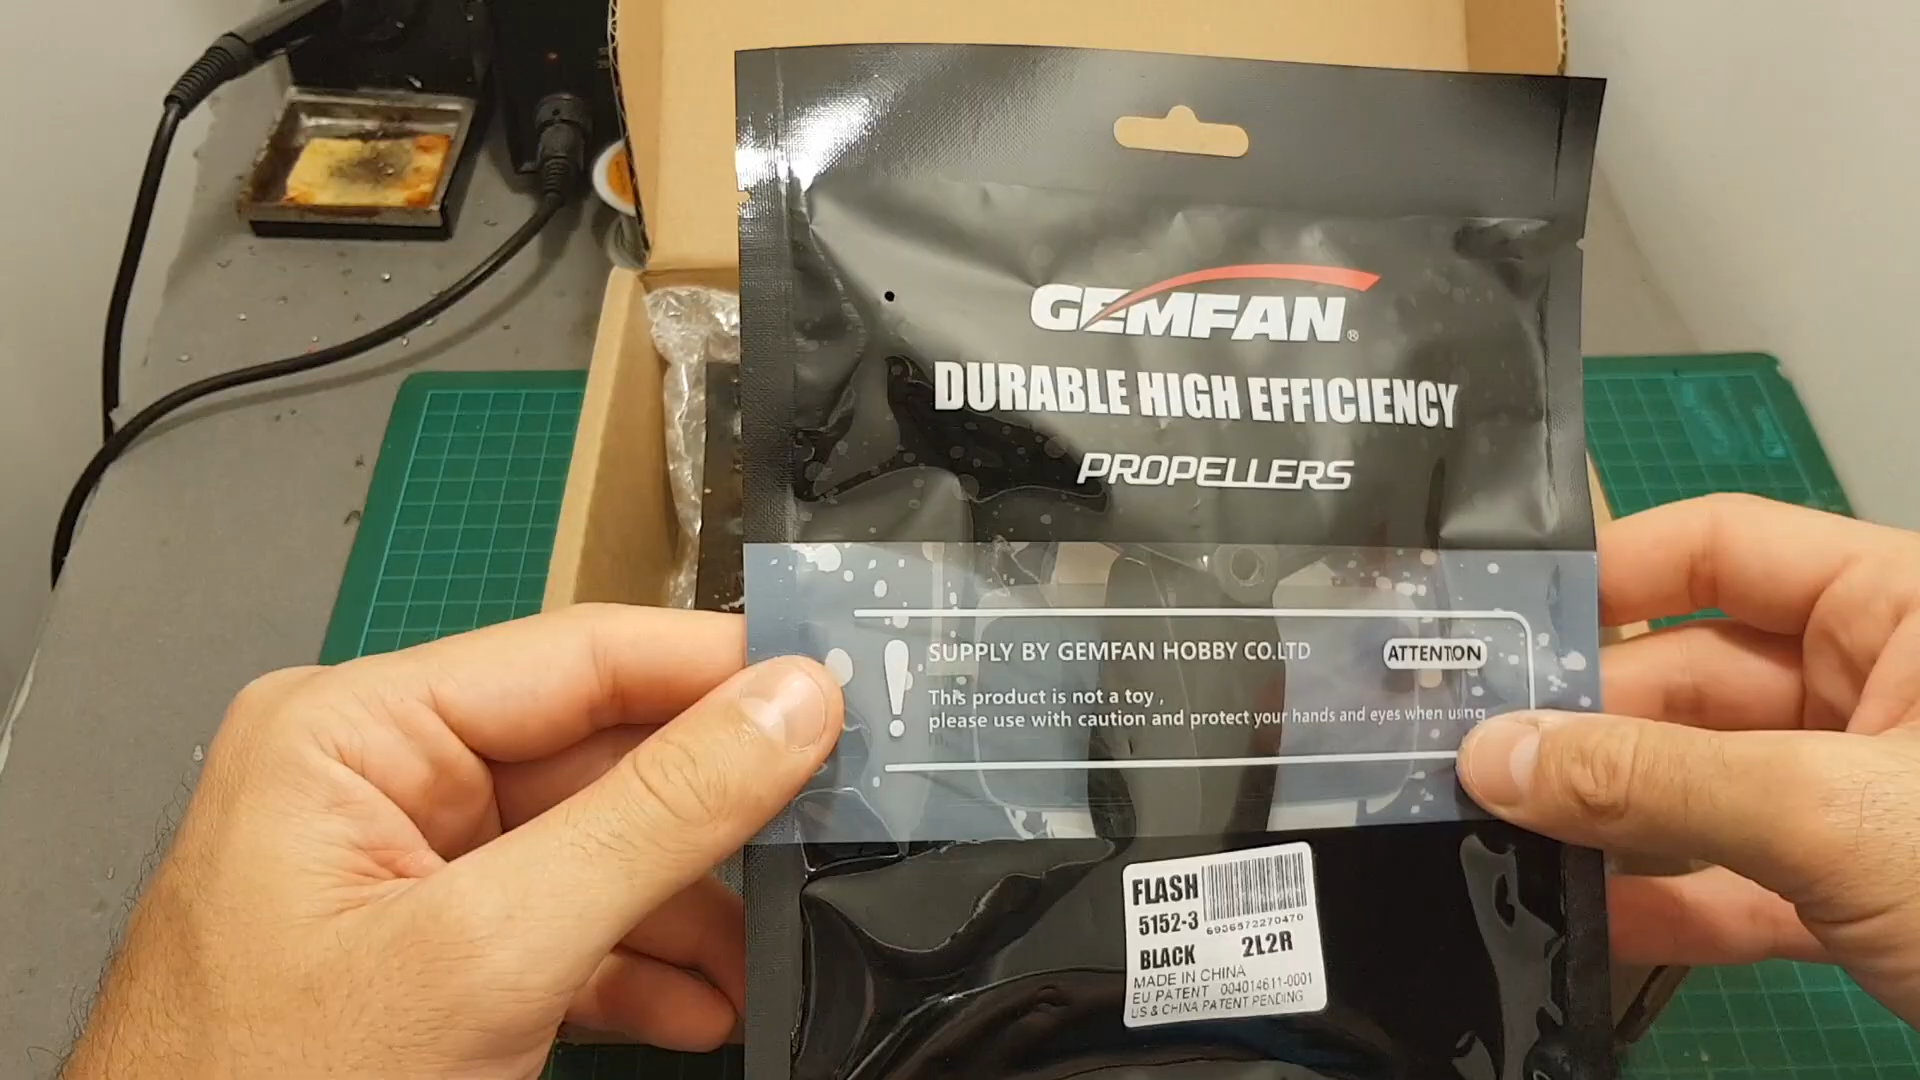 GEMFAN®
DURABLE HIGH EFFICIENCY
PROPELLERS
SUPPLY BY GEMFAN HOBBY CO.LTD
ATTENTION
This product is not a toy ,
please use with caution and protect your hands and eyes when using
FLASH
5152-3
6936572270470
BLACK 2L2R
MADE IN CHINA
EU PATENT 004014611-0001
US & CHINA PATENT PENDING